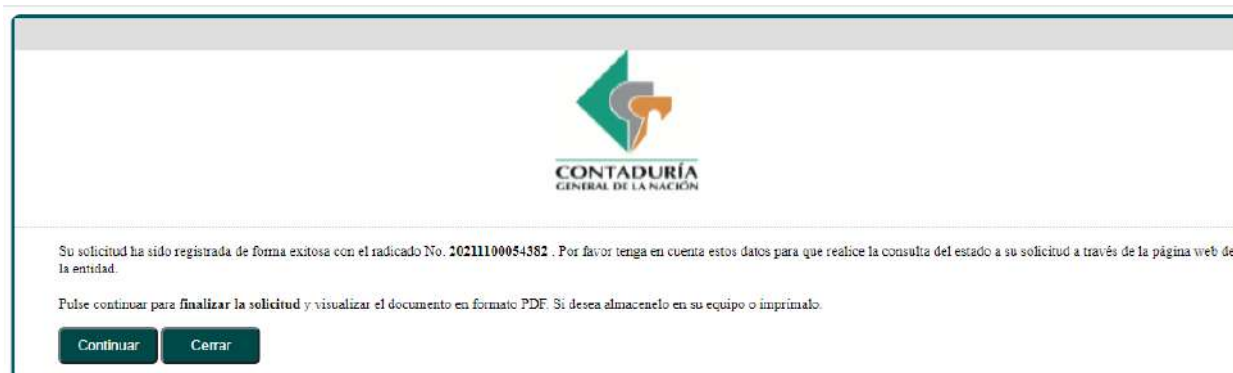 CONTADURÍA
GENERAL DE LA NACIÓN
Su solicitud ha sido registrada de forma exitosa con el radicado No. 20211100054382 . Por favor tenga en cuenta estos datos para que realice la consulta del estado a su solicitud a través de la página web de
la entidad.
Pulse continuar para finalizar la solicitud y visualizar el documento en formato PDF. Si desea almacenelo en su equipo o imprímalo.
Continuar Cerrar